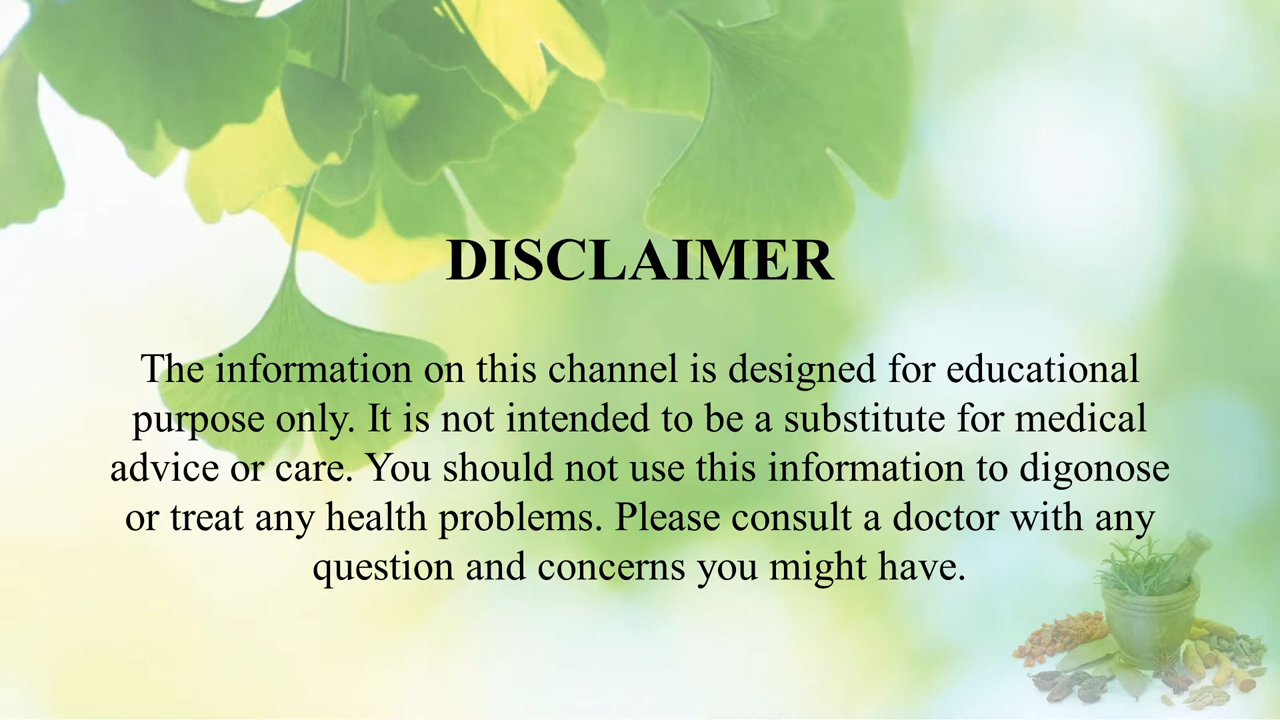 DISCLAIMER
The information on this channel is designed for educational
purpose only. It is not intended to be a substitute for medical
advice or care. You should not use this information to digonose
or treat any health problems. Please consult a doctor with any
question and concerns you might have.